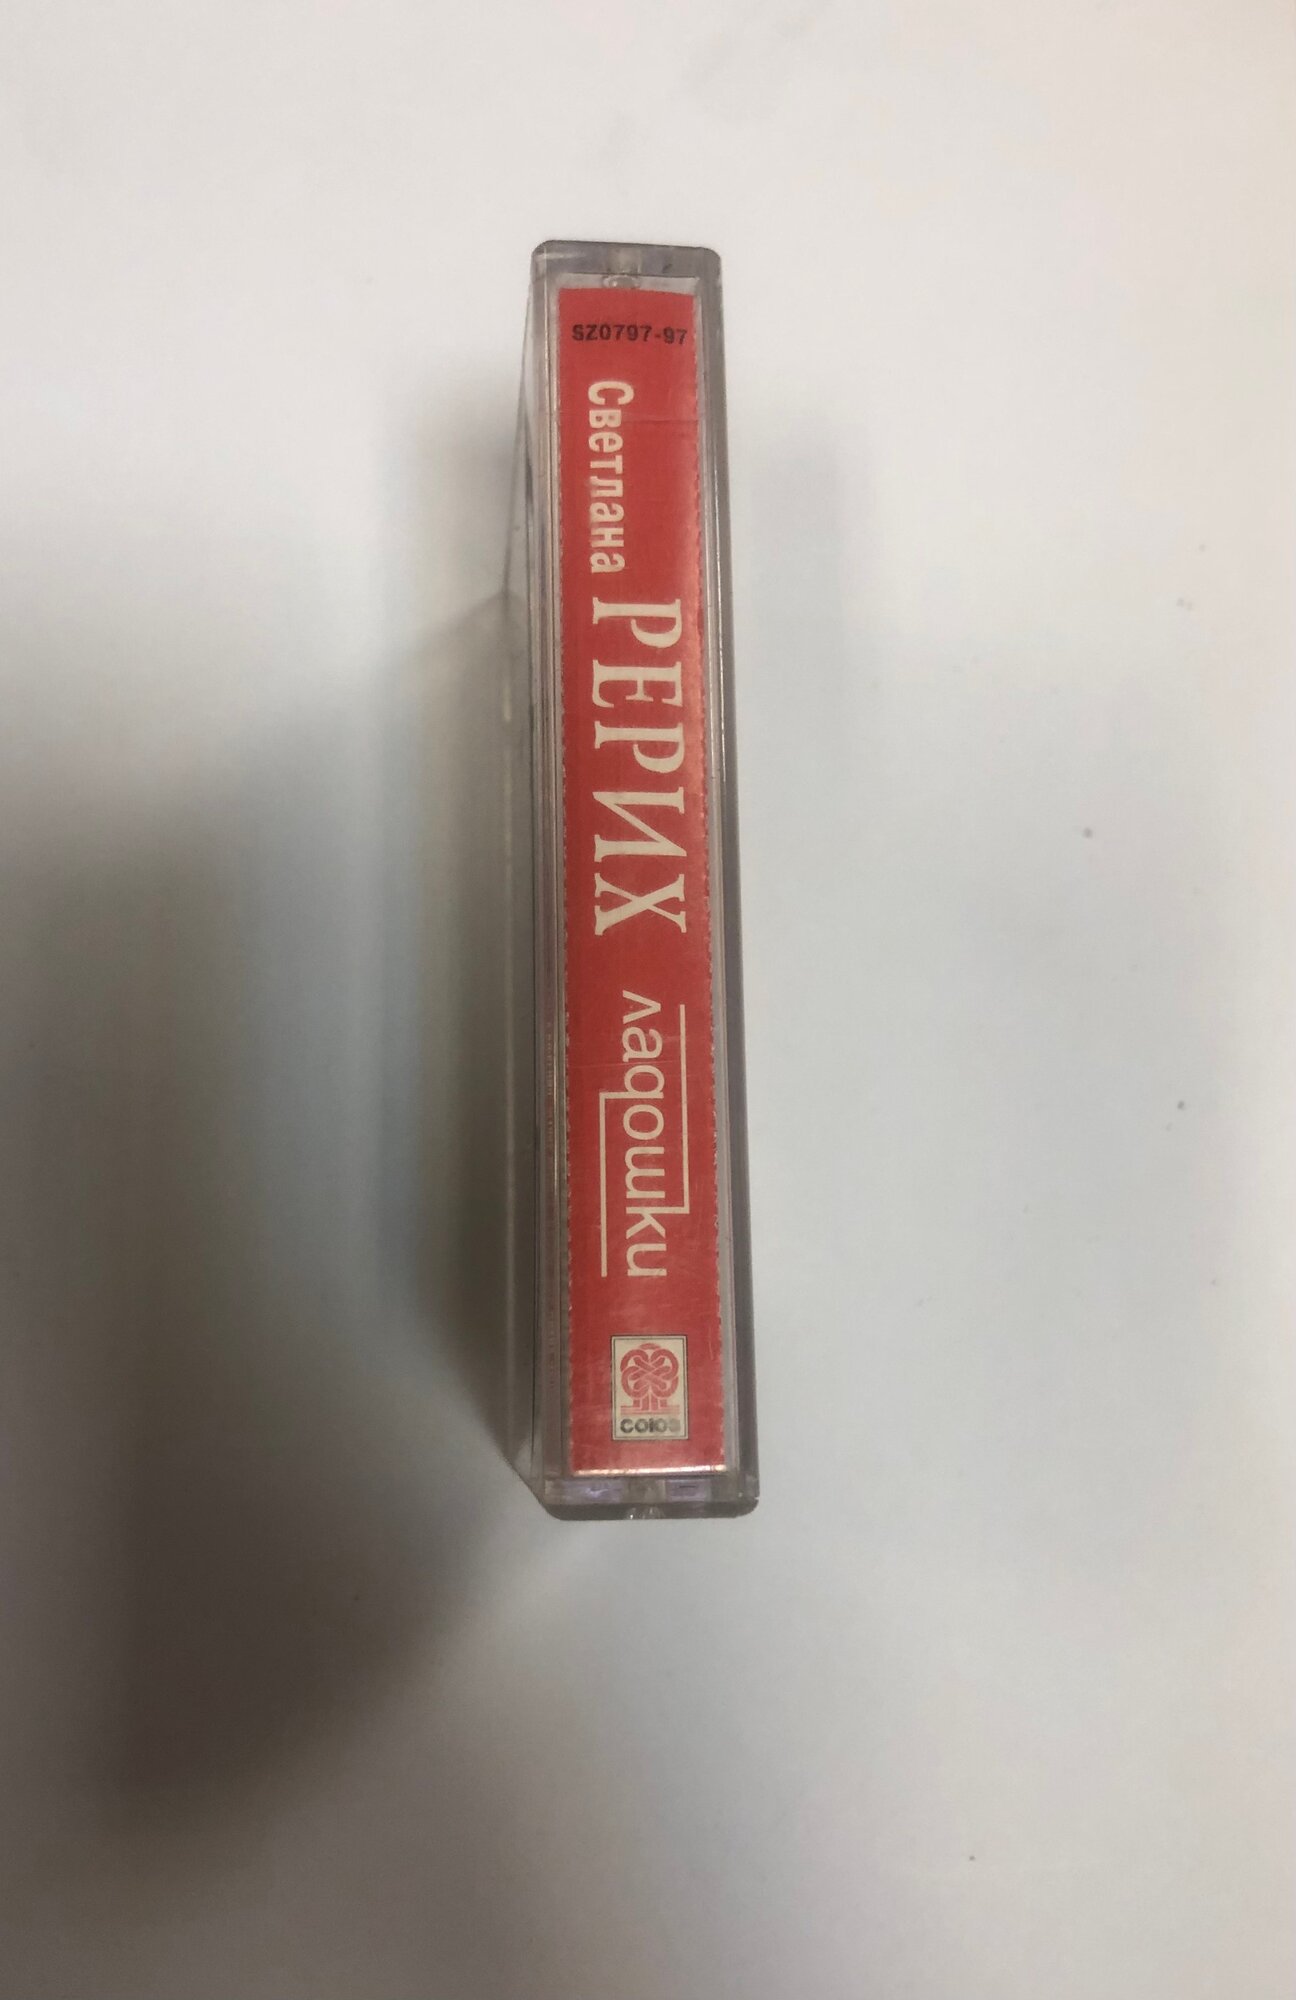 SZ0797-97
Светлана РЕРИХ
ладошки
союз